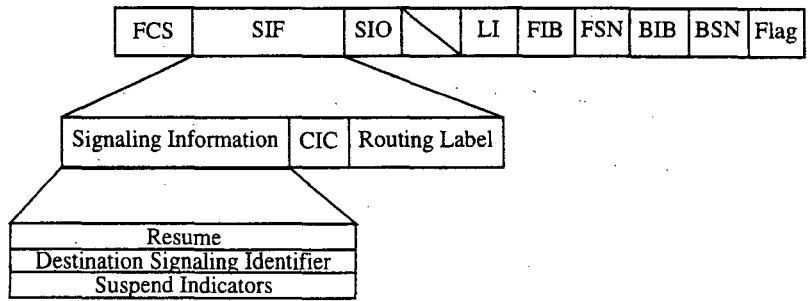 FCS SIF SIO LI FIB FSN BIB BSN Flag
Signaling Information CIC Routing Label
Resume
Destination Signaling Identifier
Suspend Indicators